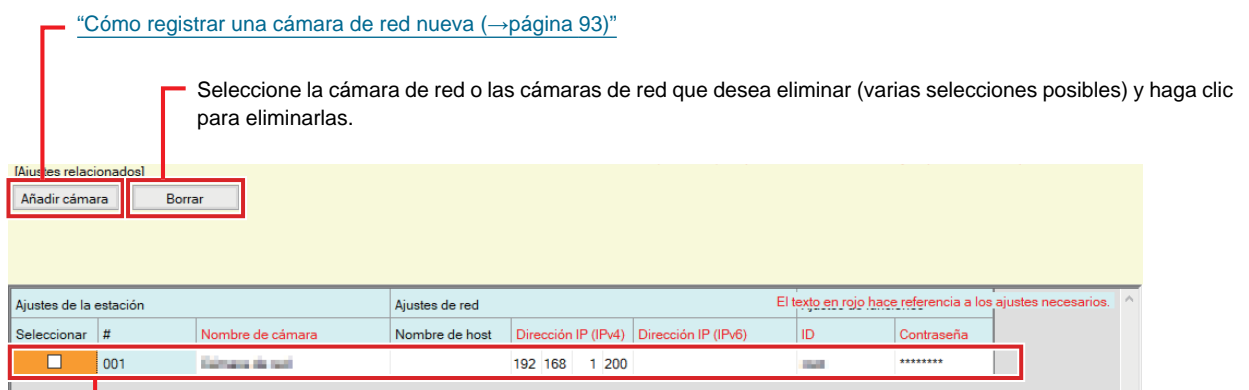 “Cómo registrar una cámara de red nueva (→página 93)”
Seleccione la cámara de red o las cámaras de red que desea eliminar (varias selecciones posibles) y haga clic
para eliminarlas.
[Ajustes relacionados]
Añadir cámara Borrar
Ajustes de la estación Ajustes de red El texto en rojo hace referencia a los ajustes necesarios.
Seleccionar # Nombre de cámara Nombre de host Dirección IP (IPv4) Dirección IP (IPv6) ID Contraseña
001 192 168 1 200 ********